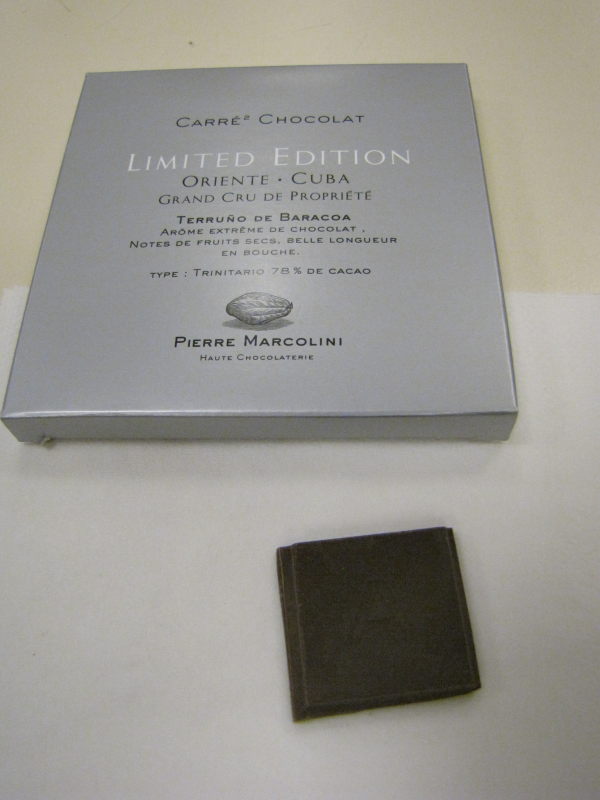 CARRÉ² CHOCOLAT
LIMITED EDITION
ORIENTE · CUBA
GRAND CRU DE PROPRIÉTÉ
TERRUÑO DE BARACOA
ARÔME EXTRÊME DE CHOCOLAT ,
NOTES DE FRUITS SECS, BELLE LONGUEUR
EN BOUCHE.
TYPE : TRINITARIO 78 % DE CACAO
PIERRE MARCOLINI
HAUTE CHOCOLATERIE